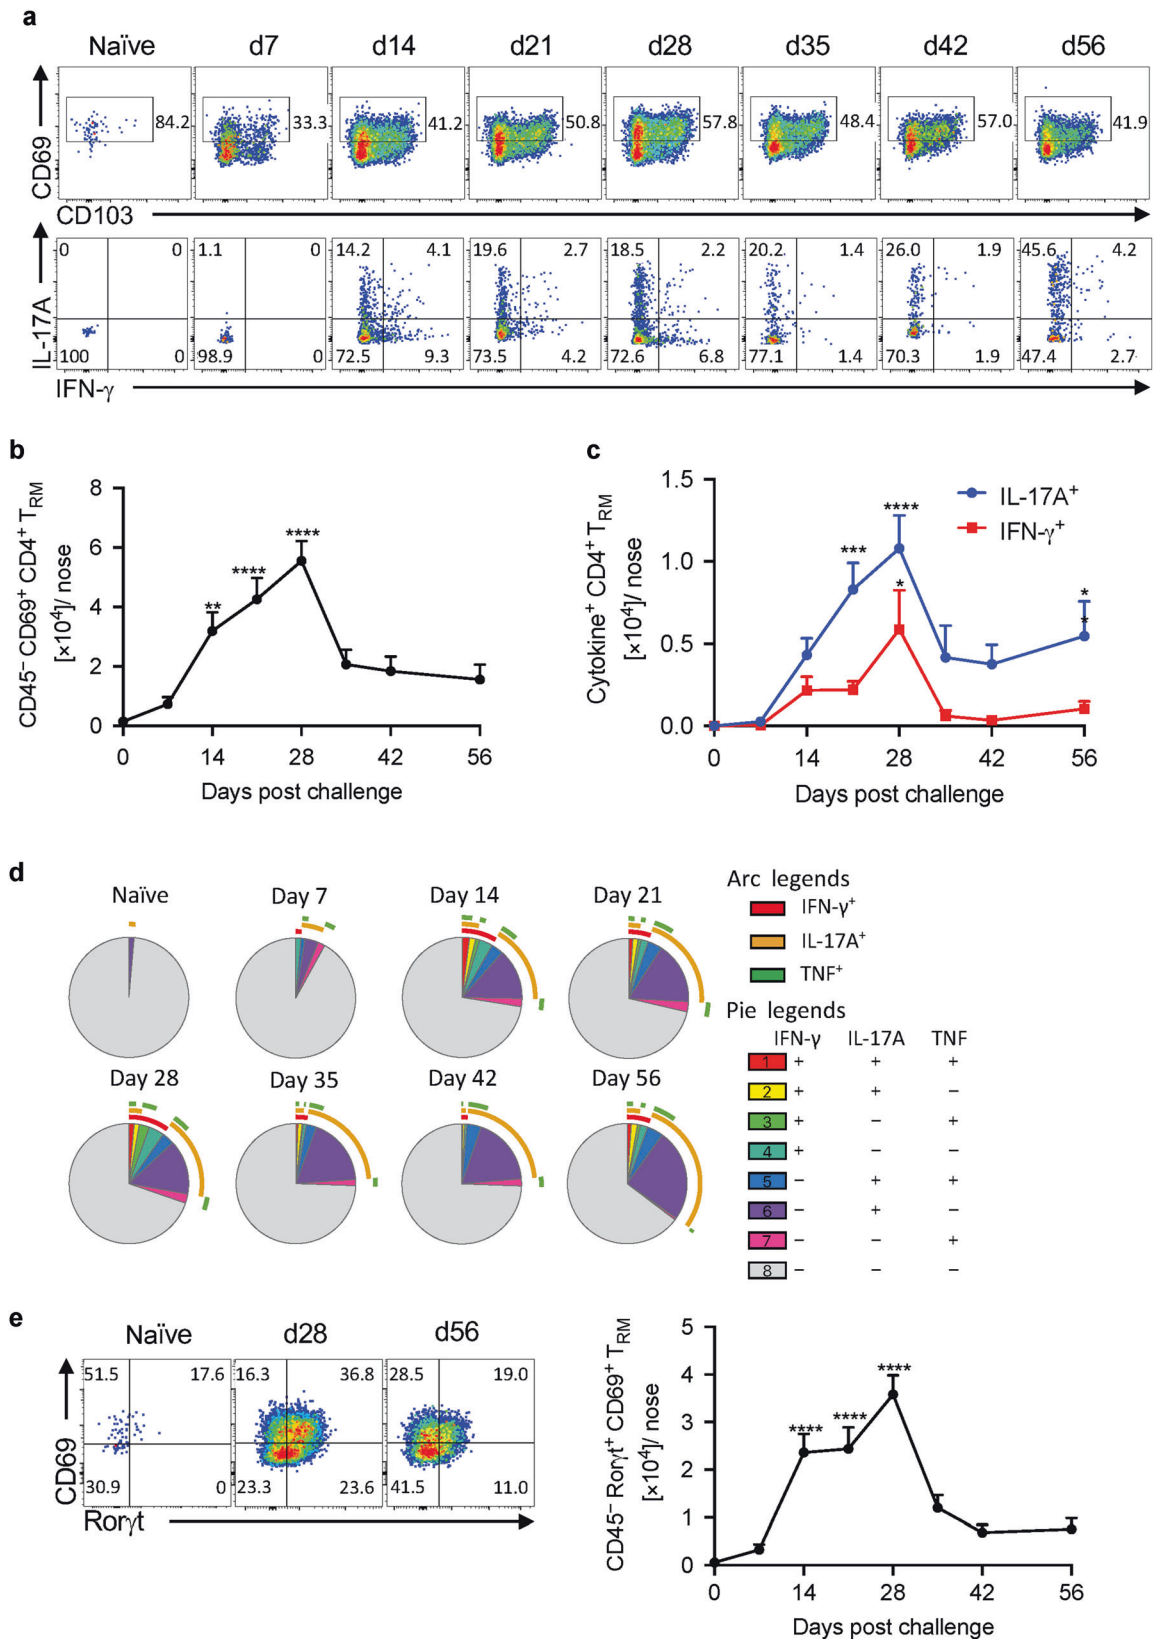 a
Naïve d7 d14 d21 d28 d35 d42 d56
CD69
84.2 33.3 41.2 50.8 57.8 48.4 57.0 41.9
CD103
IL-17A
0 0 1.1 0 14.2 4.1 19.6 2.7 18.5 2.2 20.2 1.4 26.0 1.9 45.6 4.2
100 0 98.9 0 72.5 9.3 73.5 4.2 72.6 6.8 77.1 1.4 70.3 1.9 47.4 2.7
IFN-γ
b
CD45⁻ CD69⁺ CD4⁺ TRM
[×10⁴]/ nose
8
6
4
2
0
** **** ****
0 14 28 42 56
Days post challenge
c
Cytokine⁺ CD4⁺ TRM
[×10⁴]/ nose
1.5
1.0
0.5
0.0
IL-17A⁺
IFN-γ⁺
*** **** * * *
0 14 28 42 56
Days post challenge
d
Naïve Day 7 Day 14 Day 21
Day 28 Day 35 Day 42 Day 56
Arc legends
IFN-γ⁺
IL-17A⁺
TNF⁺
Pie legends
IFN-γ IL-17A TNF
1 + + +
2 + + −
3 + − +
4 + − −
5 − + +
6 − + −
7 − − +
8 − − −
e
Naïve d28 d56
CD69
51.5 17.6 16.3 36.8 28.5 19.0
30.9 0 23.3 23.6 41.5 11.0
Rorγt
CD45⁻ Rorγt⁺ CD69⁺ TRM
[×10⁴]/ nose
5
4
3
2
1
0
**** **** ****
0 14 28 42 56
Days post challenge